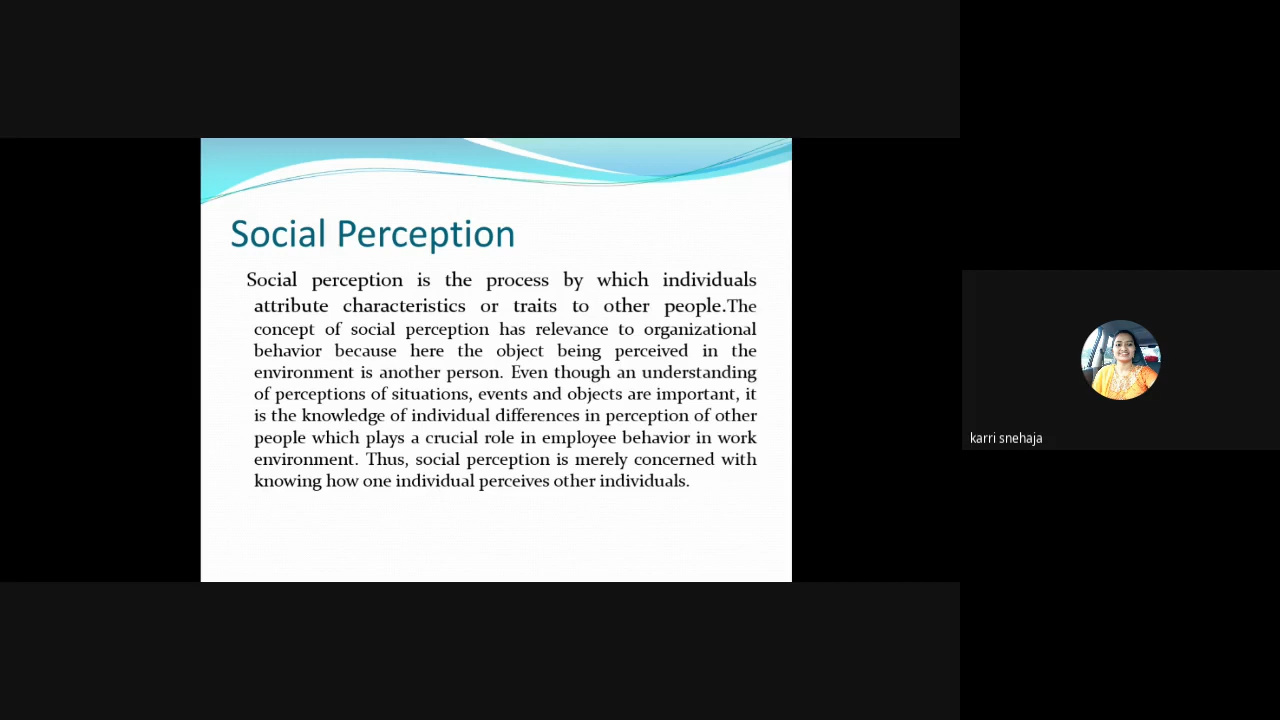 Social Perception
Social perception is the process by which individuals
attribute characteristics or traits to other people.The
concept of social perception has relevance to organizational
behavior because here the object being perceived in the
environment is another person. Even though an understanding
of perceptions of situations, events and objects are important, it
is the knowledge of individual differences in perception of other
people which plays a crucial role in employee behavior in work
environment. Thus, social perception is merely concerned with
knowing how one individual perceives other individuals.
karri snehaja